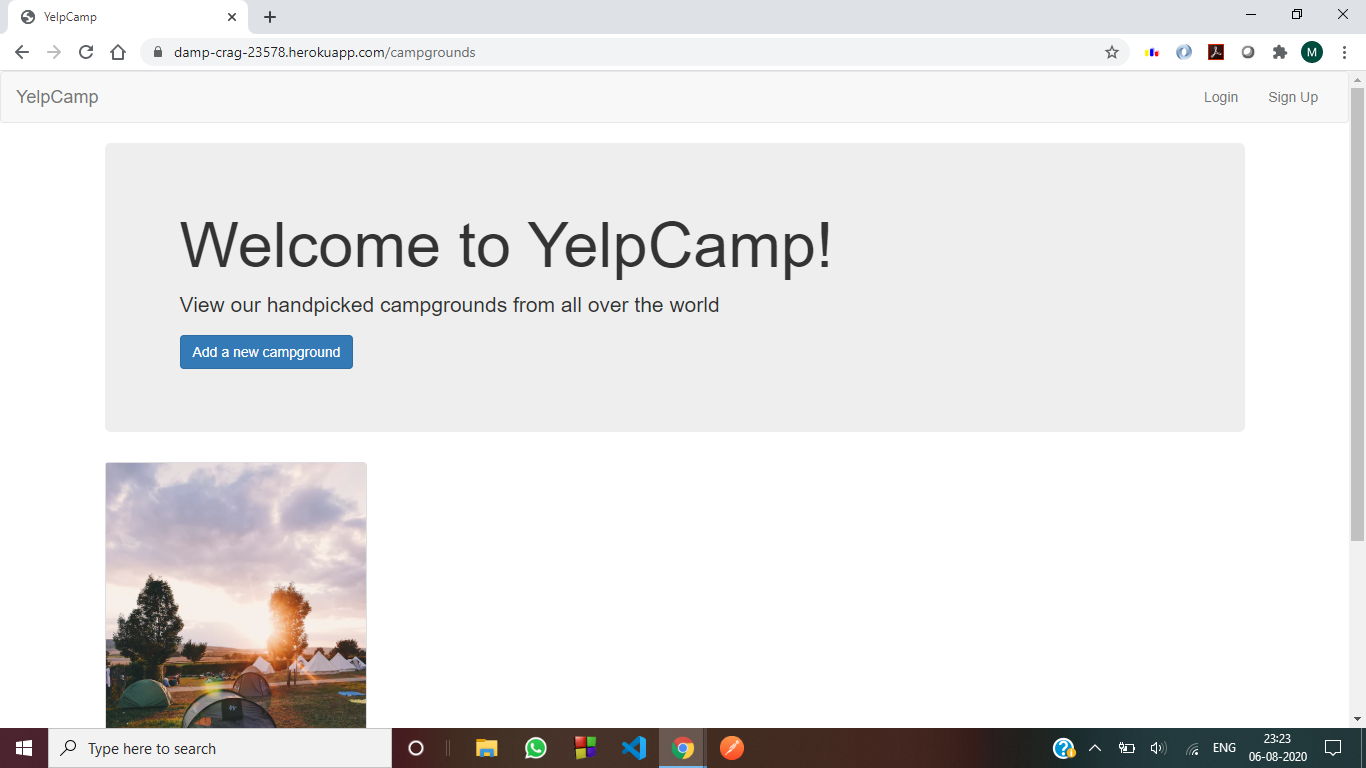 YelpCamp
damp-crag-23578.herokuapp.com/campgrounds
M
YelpCamp
Login
Sign Up
Welcome to YelpCamp!
View our handpicked campgrounds from all over the world
Add a new campground
Type here to search
ENG
23:23
06-08-2020